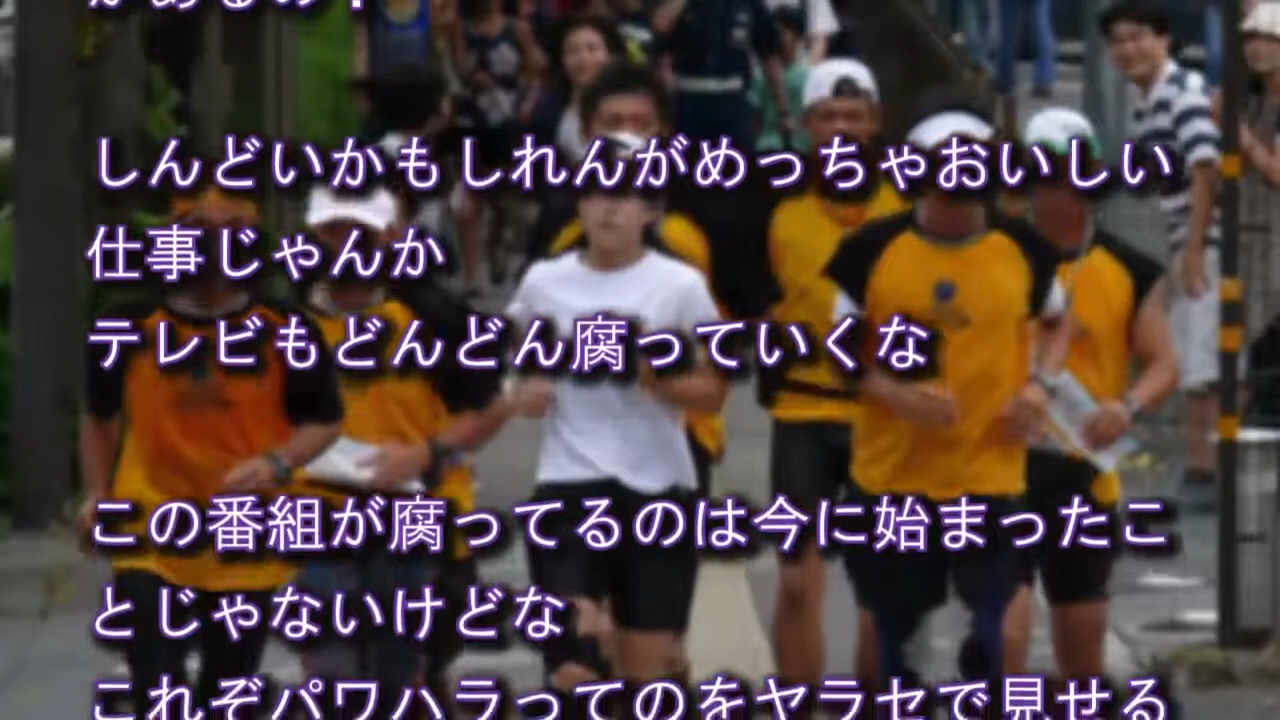 があるの？
しんどいかもしれんがめっちゃおいしい
仕事じゃんか
テレビもどんどん腐っていくな
この番組が腐ってるのは今に始まったこ
とじゃないけどな
これぞパワハラってのをヤラセで見せる